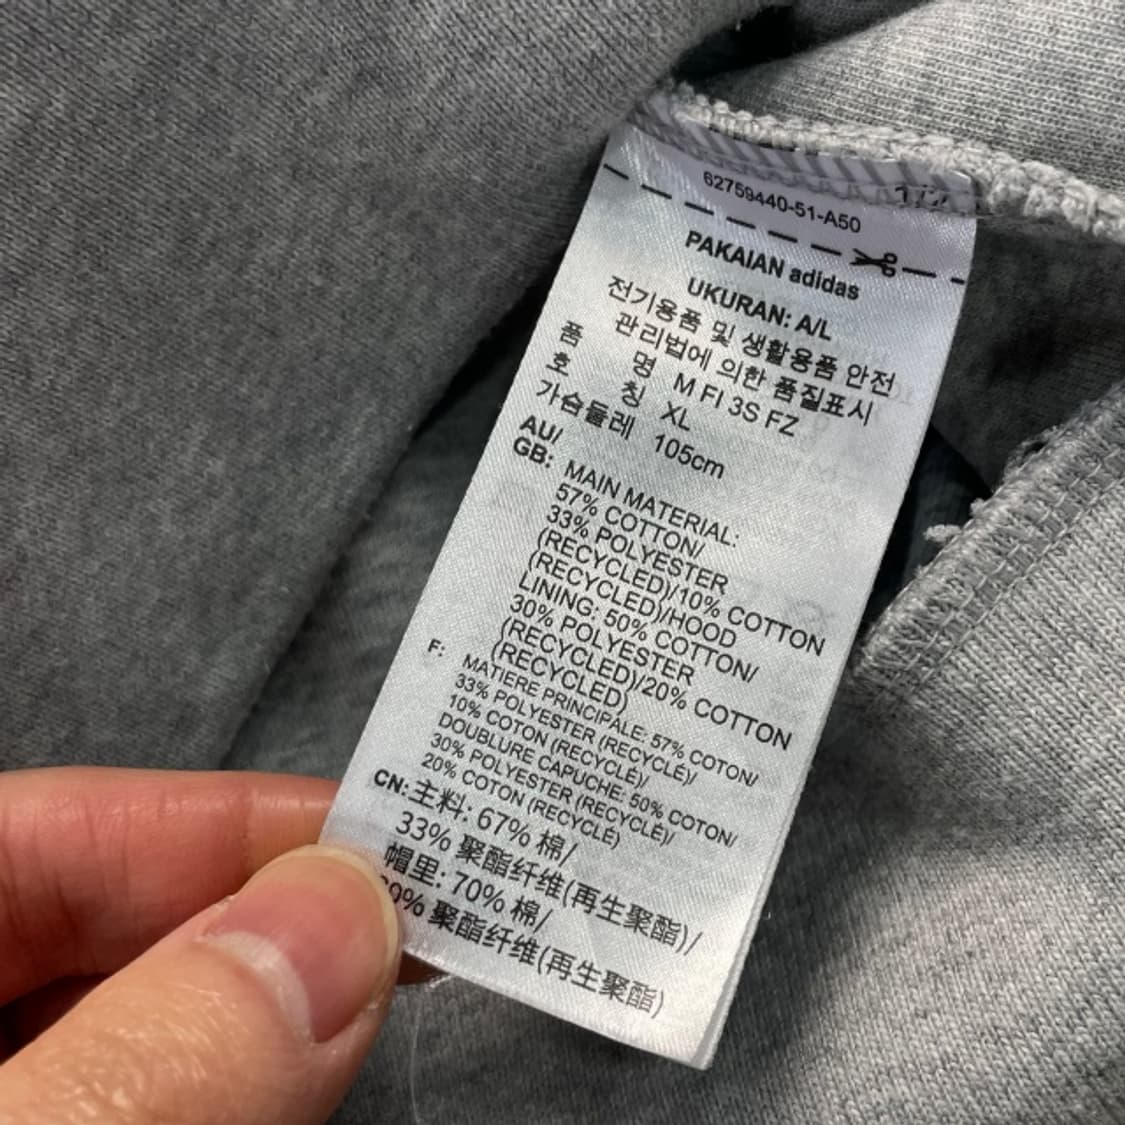 62759440-51-A50
PAKAIAN adidas
UKURAN: A/L
전기용품 및 생활용품 안전
관리법에 의한 품질표시
품 명 M FI 3S FZ
호 칭 XL
가슴둘레 105cm
AU/
GB: MAIN MATERIAL:
57% COTTON/
33% POLYESTER
(RECYCLED)/10% COTTON
(RECYCLED)/HOOD
LINING: 50% COTTON/
30% POLYESTER
(RECYCLED)/20% COTTON
(RECYCLED)
F: MATIERE PRINCIPALE: 57% COTON/
33% POLYESTER (RECYCLÉ)/
10% COTON (RECYCLÉ)/
DOUBLURE CAPUCHE: 50% COTON/
30% POLYESTER (RECYCLÉ)/
20% COTON (RECYCLÉ)
CN: 主料: 67% 棉/
33% 聚酯纤维(再生聚酯)/
帽里: 70% 棉/
聚酯纤维(再生聚酯)